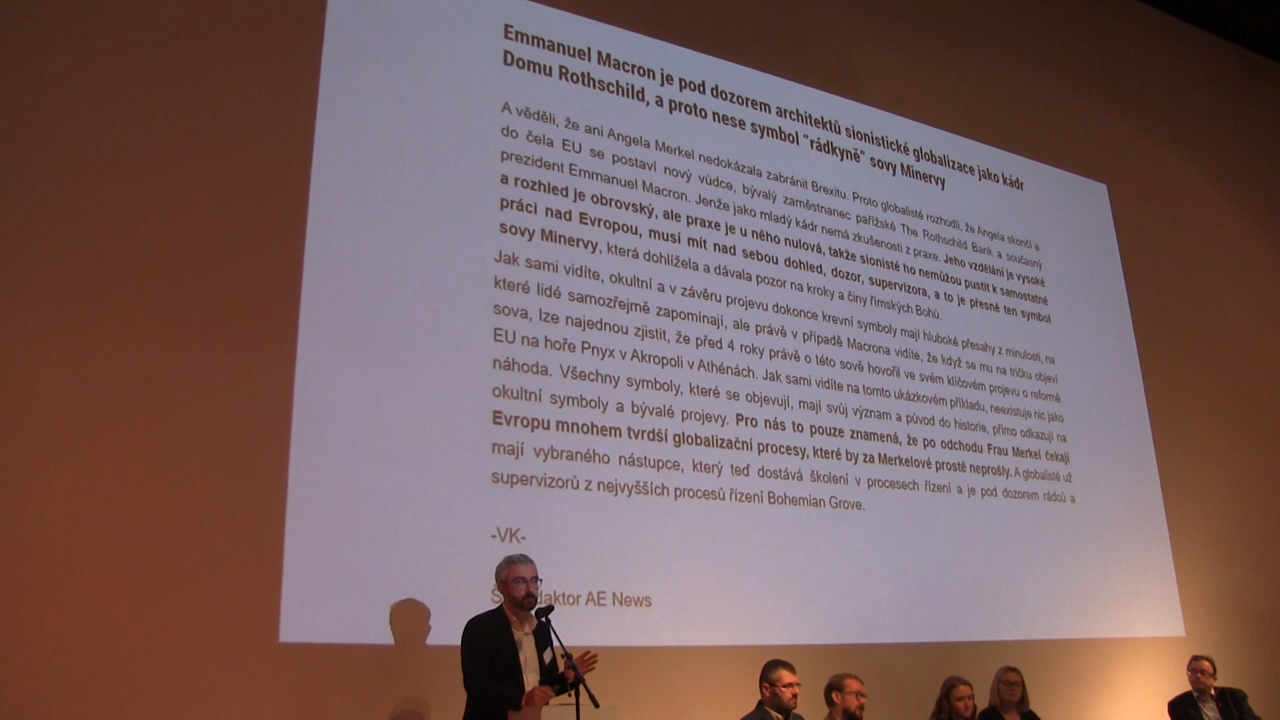 Emmanuel Macron je pod dozorem architektů sionistické globalizace jako kádr
Domu Rothschild, a proto nese symbol "rádkyně" sovy Minervy
A věděli, že ani Angela Merkel nedokázala zabránit Brexitu. Proto globalisté rozhodli, že Angela skončí a
do čela EU se postaví nový vůdce, bývalý zaměstnanec pařížské The Rothschild Bank a současný
prezident Emmanuel Macron. Jenže jako mladý kádr nemá zkušenosti z praxe. Jeho vzdělání je vysoké
a rozhled je obrovský, ale praxe je u něho nulová, takže sionisté ho nemůžou pustit k samostatné
práci nad Evropou, musí mít nad sebou dohled, dozor, supervizora, a to je přesně ten symbol
sovy Minervy, která dohlížela a dávala pozor na kroky a činy římských Bohů.
Jak sami vidíte, okultní a v závěru projevu dokonce krevní symboly mají hluboké přesahy z minulosti, na
které lidé samozřejmě zapomínají, ale právě v případě Macrona vidíte, že když se mu na tričku objeví
sova, lze najednou zjistit, že před 4 roky právě o této sově hovořil ve svém klíčovém projevu o reformě
EU na hoře Pnyx v Akropoli v Athénách. Jak sami vidíte na tomto ukázkovém příkladu, neexistuje nic jako
náhoda. Všechny symboly, které se objevují, mají svůj význam a původ do historie, přímo odkazují na
okultní symboly a bývalé projevy. Pro nás to pouze znamená, že po odchodu Frau Merkel čekají
Evropu mnohem tvrdší globalizační procesy, které by za Merkelové prostě neprošly. A globalisté už
mají vybraného nástupce, který teď dostává školení v procesech řízení a je pod dozorem rádců a
supervizorů z nejvyšších procesů řízení Bohemian Grove.
-VK-
AE News